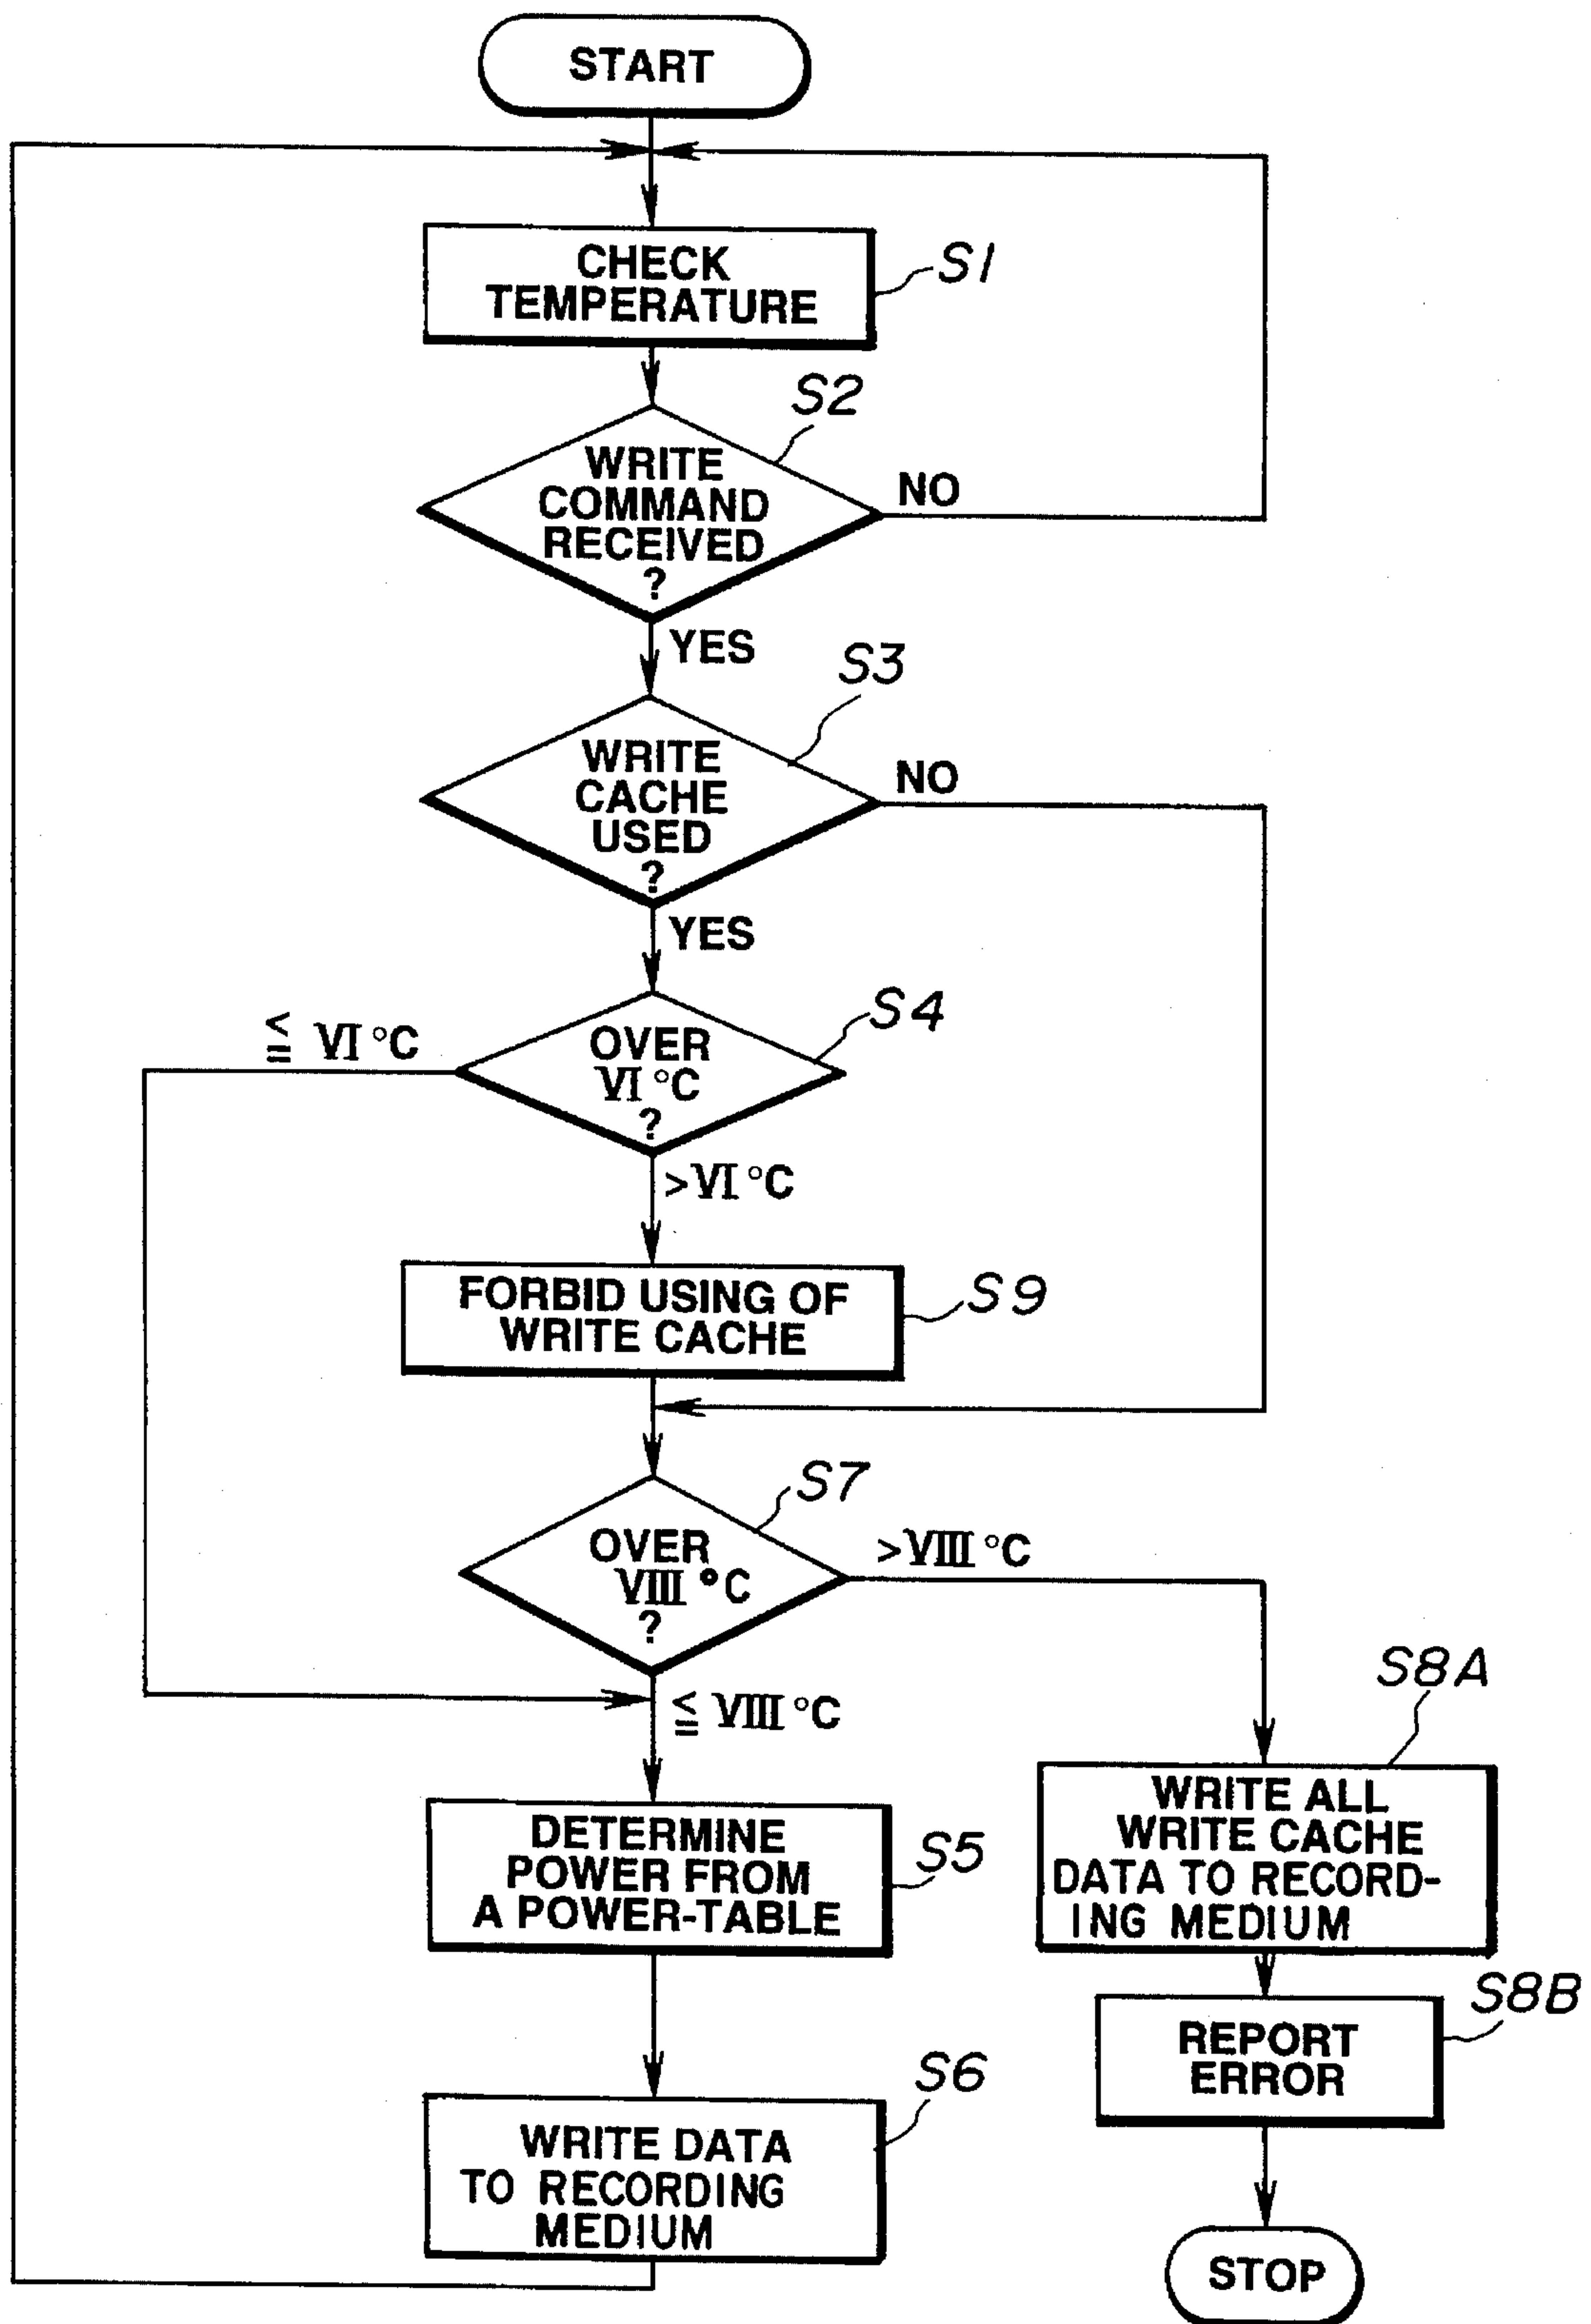 START
CHECK
TEMPERATURE
S1
S2
WRITE
COMMAND
RECEIVED
?
NO
YES
S3
WRITE
CACHE
USED
?
NO
YES
S4
≦ VI °C
OVER
VI °C
?
>VI °C
FORBID USING OF
WRITE CACHE
S9
S7
OVER
VIII °C
?
>VIII °C
≦ VIII °C
S8A
WRITE ALL
WRITE CACHE
DATA TO RECORD-
ING MEDIUM
DETERMINE
POWER FROM
A POWER-TABLE
S5
S8B
REPORT
ERROR
S6
WRITE DATA
TO RECORDING
MEDIUM
STOP